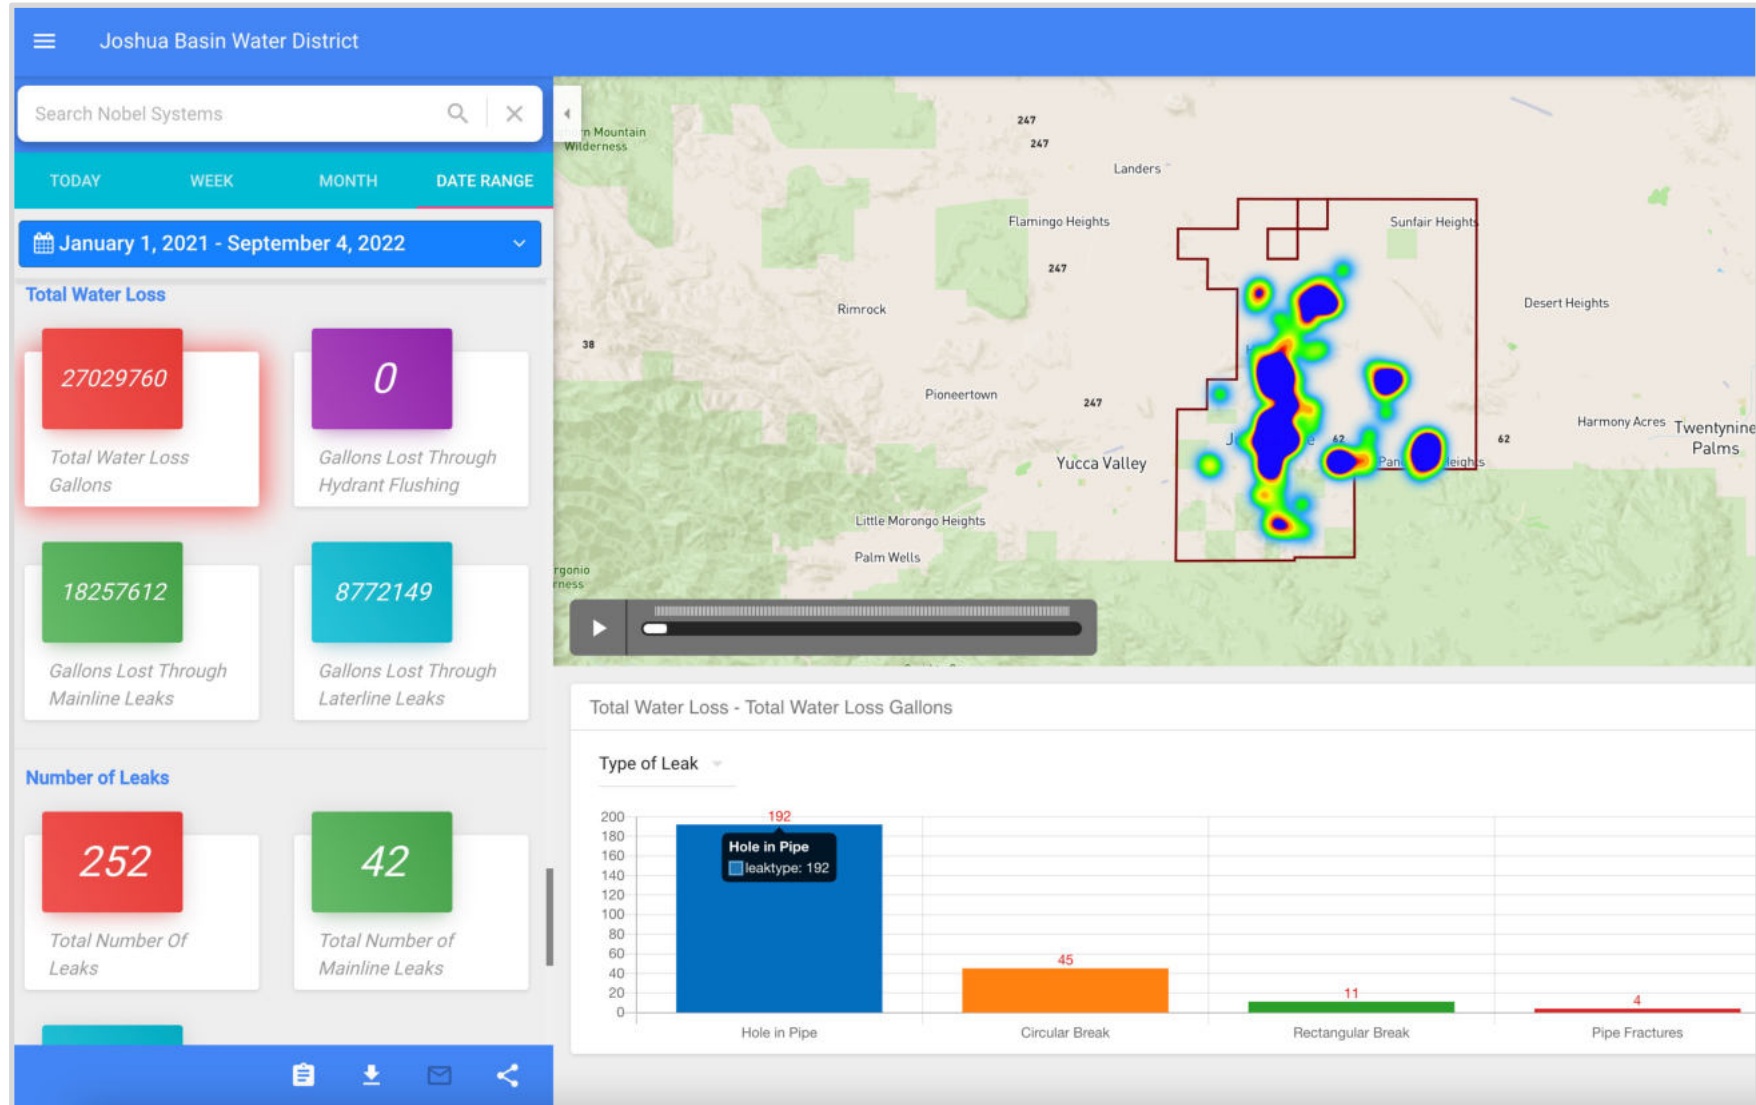 Joshua Basin Water District
Search Nobel Systems
TODAY WEEK MONTH DATE RANGE
January 1, 2021 - September 4, 2022
Total Water Loss
27029760
Total Water Loss
Gallons
0
Gallons Lost Through
Hydrant Flushing
18257612
Gallons Lost Through
Mainline Leaks
8772149
Gallons Lost Through
Laterline Leaks
Number of Leaks
252
Total Number Of
Leaks
42
Total Number of
Mainline Leaks
Mountain
Wilderness
247
247
Landers
Flamingo Heights
Sunfair Heights
247
Rimrock
Desert Heights
38
Pioneertown
247
Harmony Acres
Twentynine
Palms
62
62
Yucca Valley
Heights
Little Morongo Heights
Palm Wells
rgonio
rness
Total Water Loss - Total Water Loss Gallons
Type of Leak
200
180
160
140
120
100
80
60
40
20
0
192
Hole in Pipe
leaktype: 192
45
11
4
Hole in Pipe
Circular Break
Rectangular Break
Pipe Fractures